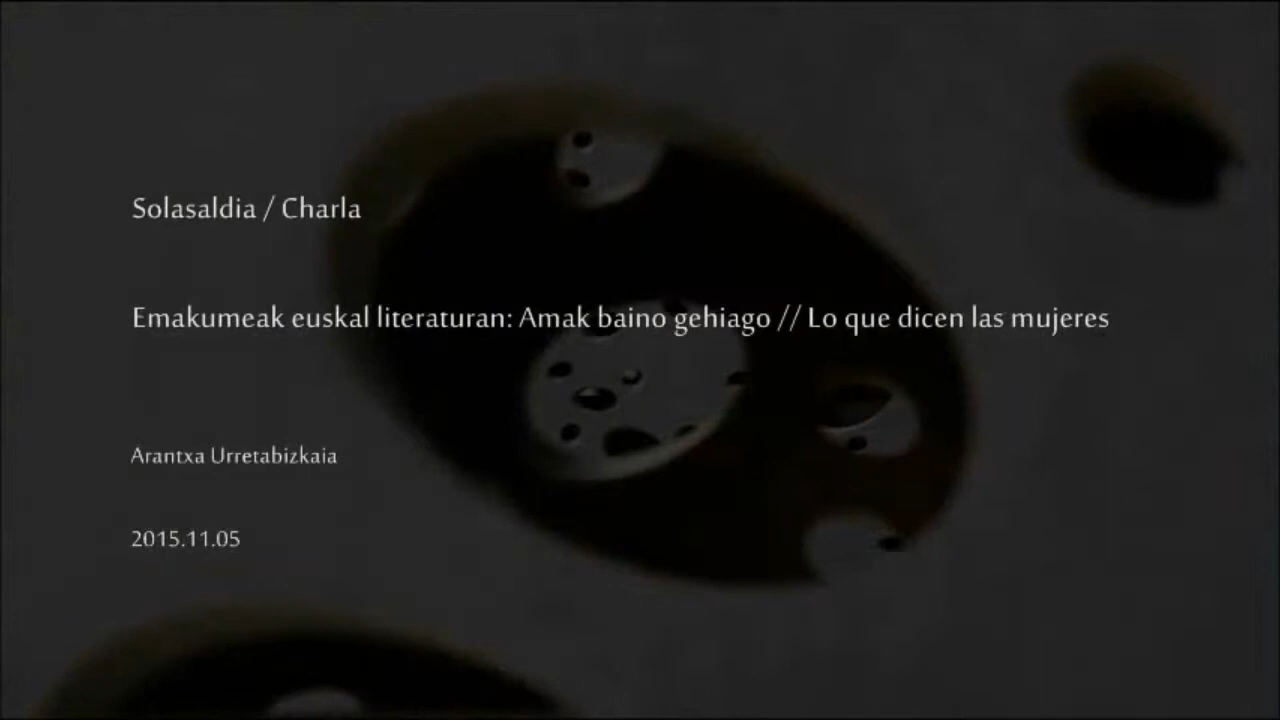 Solasaldia / Charla
Emakumeak euskal literaturan: Amak baino gehiago // Lo que dicen las mujeres
Arantxa Urretabizkaia
2015.11.05